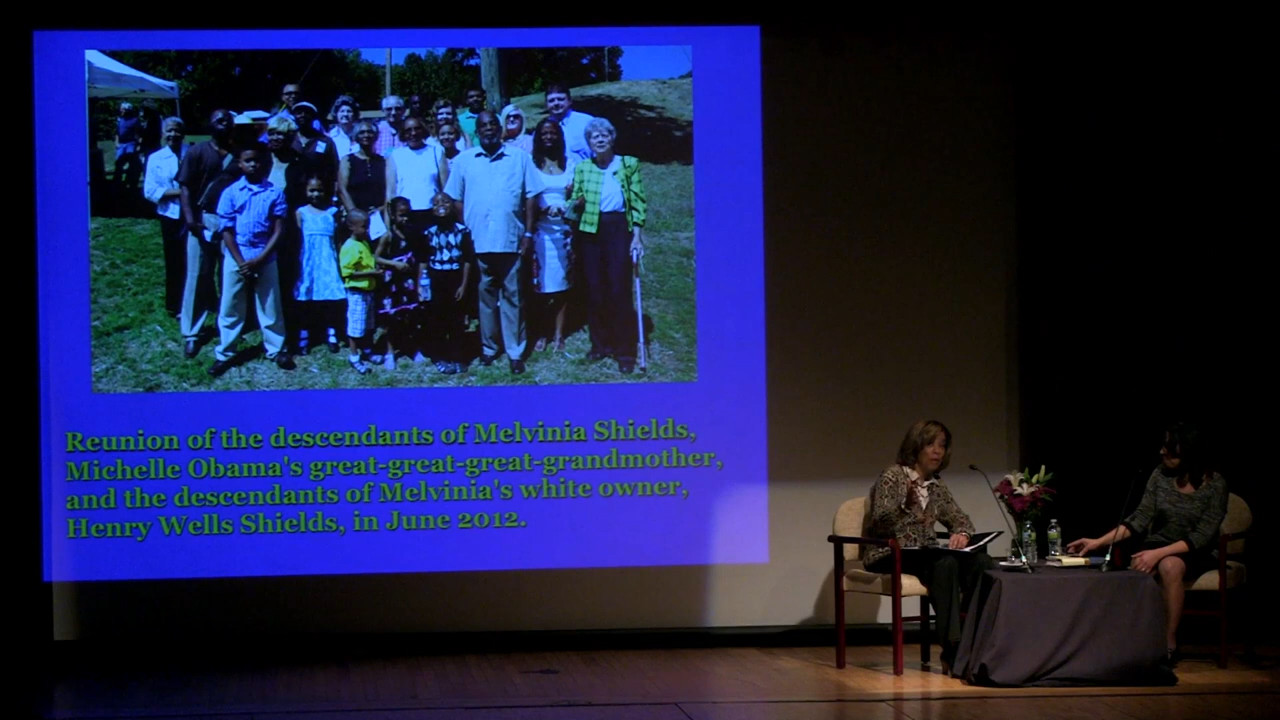 Reunion of the descendants of Melvinia Shields,
Michelle Obama's great-great-great-grandmother,
and the descendants of Melvinia's white owner,
Henry Wells Shields, in June 2012.